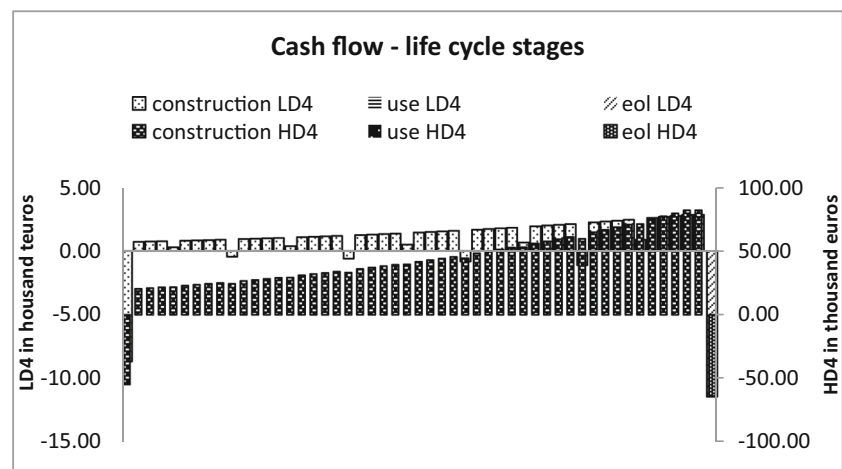 Cash flow - life cycle stages
construction LD4 use LD4 eol LD4
construction HD4 use HD4 eol HD4
5.00 100.00
0.00 50.00
-5.00 0.00
-10.00 -50.00
-15.00 -100.00
LD4 in housand teuros
HD4 in thousand euros